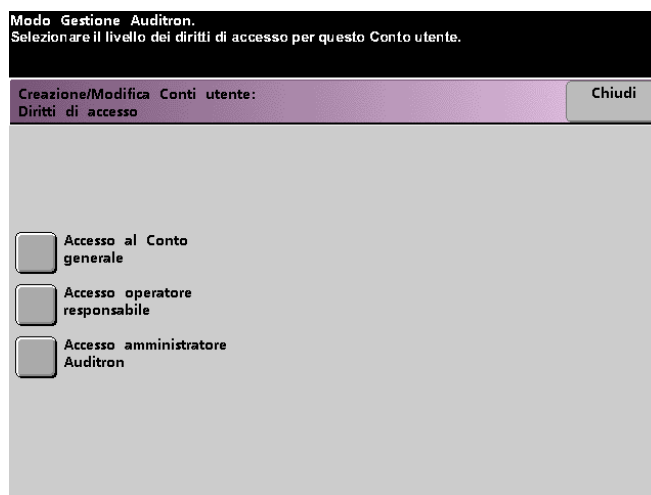 Modo Gestione Auditron.
Selezionare il livello dei diritti di accesso per questo Conto utente.
Creazione/Modifica Conti utente:
Diritti di accesso
Chiudi
Accesso al Conto
generale
Accesso operatore
responsabile
Accesso amministratore
Auditron